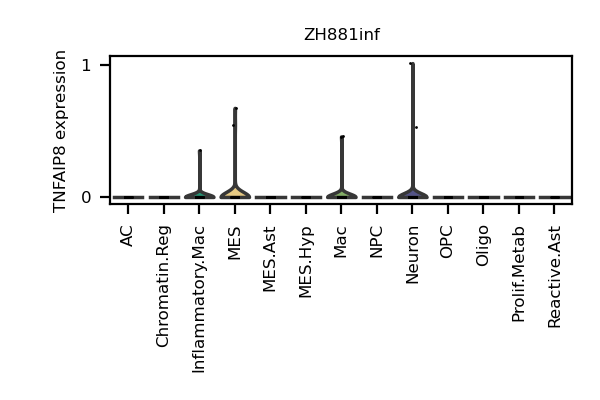 ZH881inf
TNFAIP8 expression
1
0
AC
Chromatin.Reg
Inflammatory.Mac
MES
MES.Ast
MES.Hyp
Mac
NPC
Neuron
OPC
Oligo
Prolif.Metab
Reactive.Ast